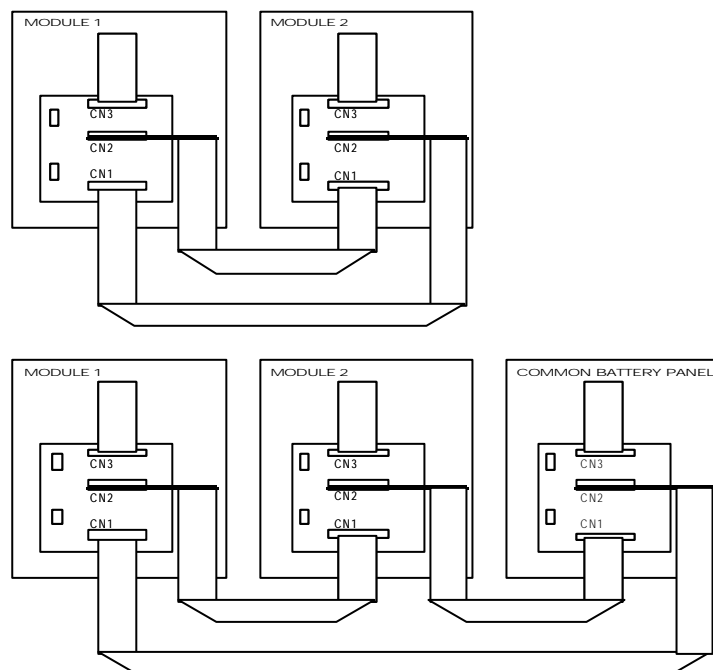 MODULE 1
MODULE 2
CN3
CN3
CN2
CN2
CN1
CN1
MODULE 1
MODULE 2
COMMON BATTERY PANEL
CN3
CN3
CN3
CN2
CN2
CN2
CN1
CN1
CN1